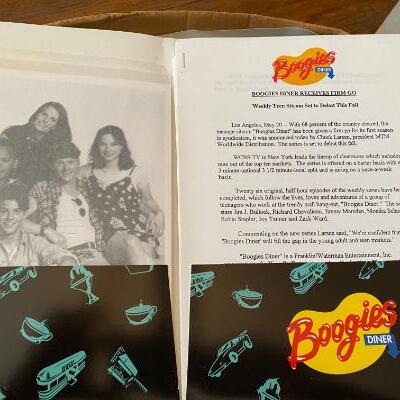 Boogies
DINER
BOOGIES DINER RECEIVES FIRM GO
Weekly Teen Sitcom Set to Debut This Fall
Los Angeles, May 20 -- With 68 percent of the country cleared, the
teenage sitcom "Boogies Diner" has been given a firm go for its first season
in syndication, it was announced today by Chuck Larsen, president MTM
Worldwide Distribution. The series is set to debut this fall.
WCBS-TV in New York leads the lineup of clearances which includes
nine out of the top ten markets. The series is offered on a barter basis with a
3 minute-national 3 1/2 minute-local split and is airing on a once-a-week
basis.
Twenty six original, half hour episodes of the weekly series have been
completed, which follow the lives, loves and adventures of a group of
teenagers who work at the trendy mall hang-out, "Boogies Diner." The series
stars Jim J. Bullock, Richard Chevolleau, Jimmy Marsden, Monika Schnarre,
Robin Stapler, Joy Tanner and Zack Ward.
Commenting on the new series Larsen said, "We're confident that
"Boogies Diner' will fill the gap in the young adult and teen markets."
"Boogies Diner" is a Franklin/Waterman Entertainment, Inc.
Boogies
DINER